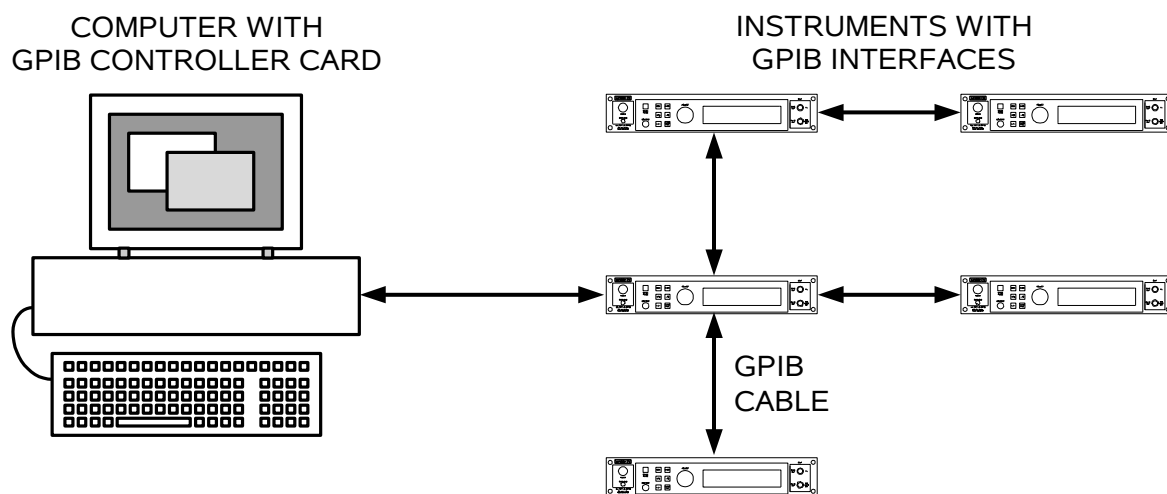 COMPUTER WITH
GPIB CONTROLLER CARD
INSTRUMENTS WITH
GPIB INTERFACES
GPIB
CABLE